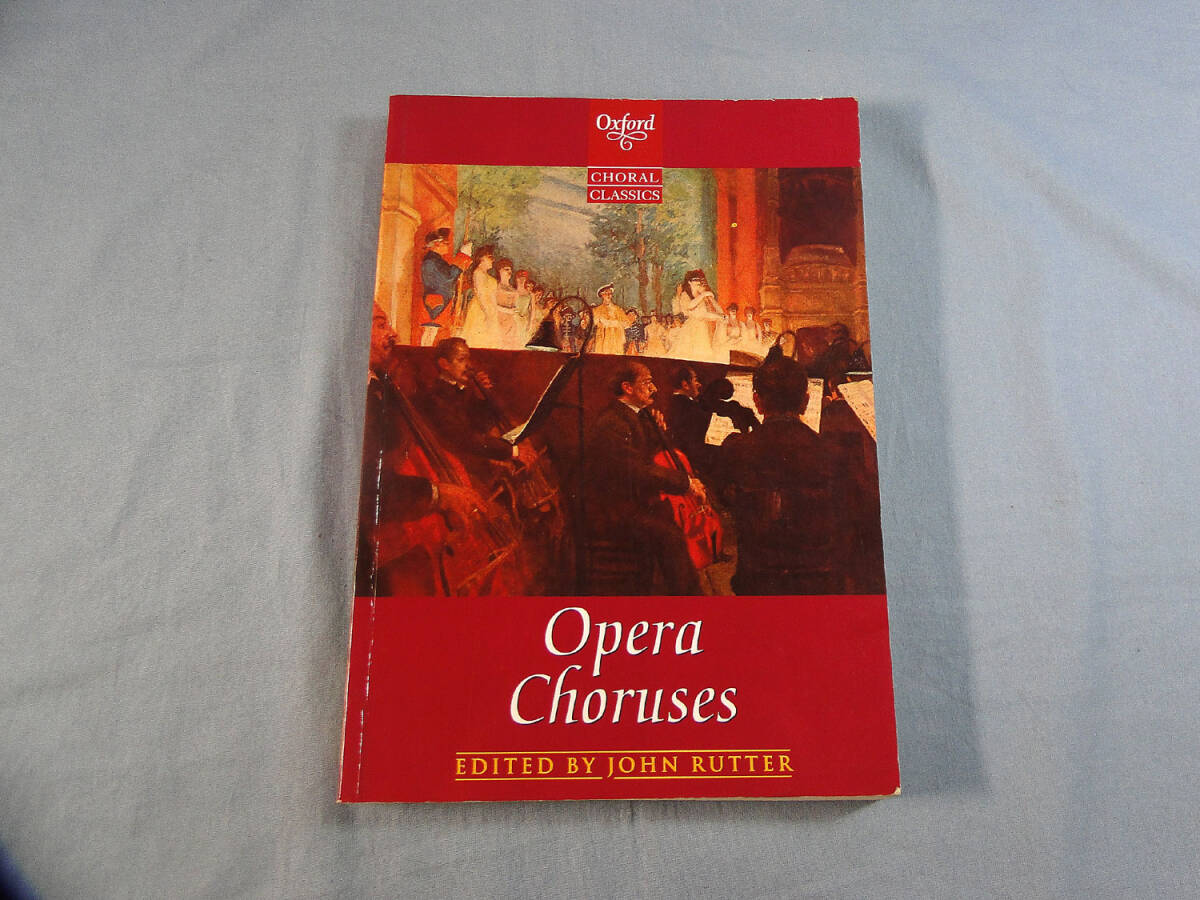 Oxford
CHORAL
CLASSICS
Opera
Choruses
EDITED BY JOHN RUTTER